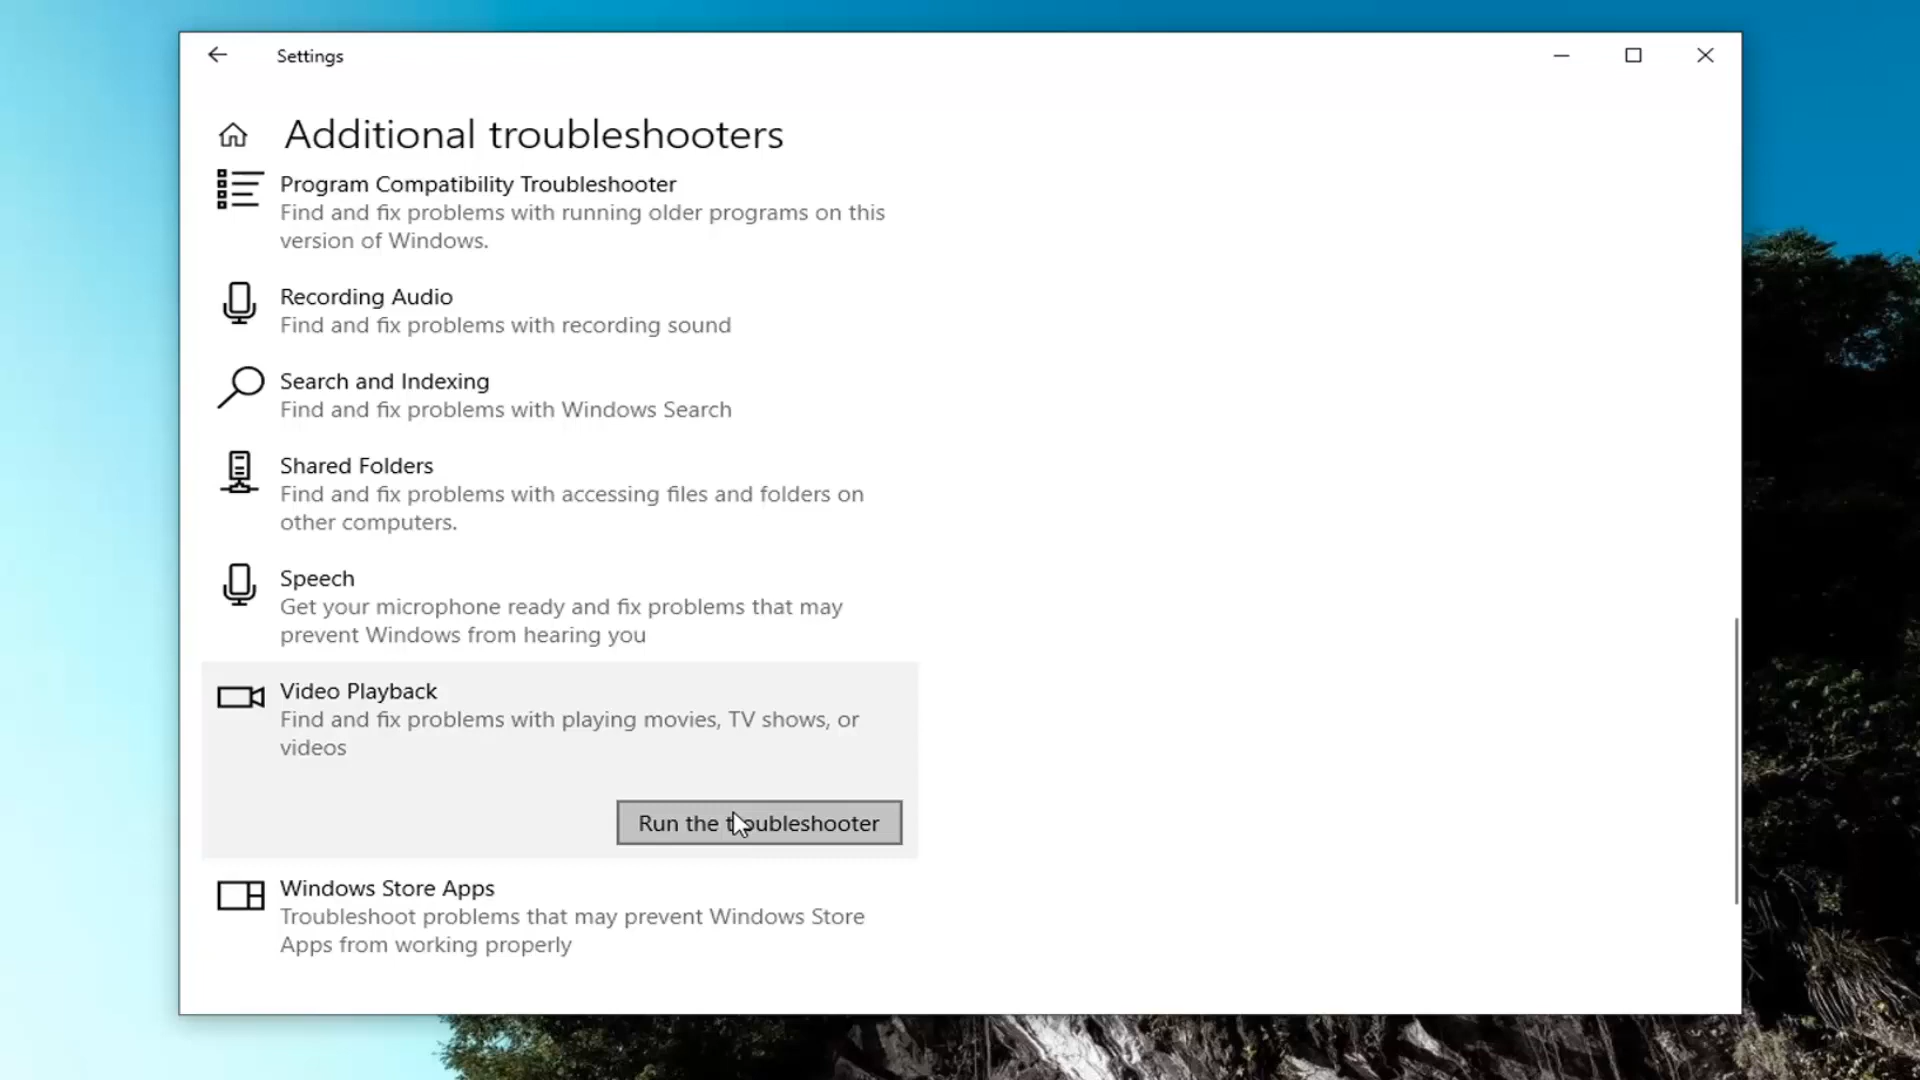 Settings
Additional troubleshooters
Program Compatibility Troubleshooter
Find and fix problems with running older programs on this
version of Windows.
Recording Audio
Find and fix problems with recording sound
Search and Indexing
Find and fix problems with Windows Search
Shared Folders
Find and fix problems with accessing files and folders on
other computers.
Speech
Get your microphone ready and fix problems that may
prevent Windows from hearing you
Video Playback
Find and fix problems with playing movies, TV shows, or
videos
Run the troubleshooter
Windows Store Apps
Troubleshoot problems that may prevent Windows Store
Apps from working properly